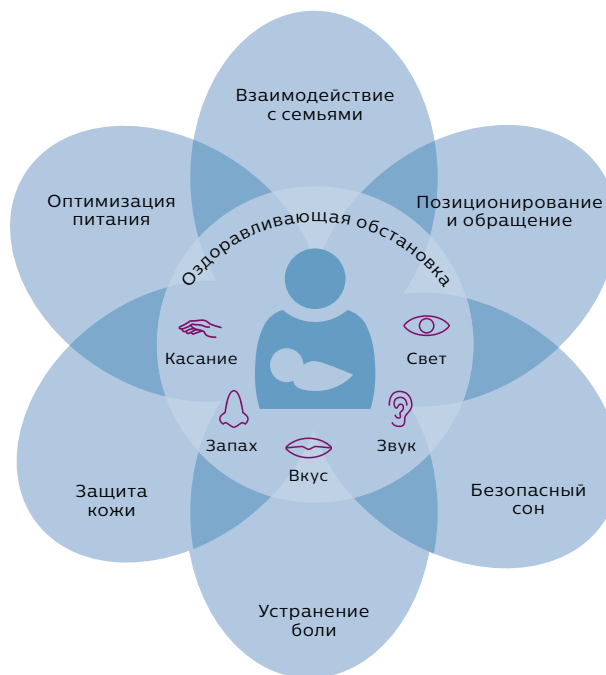 Взаимодействие
с семьями
Оптимизация
питания
Позиционирование
и обращение
Оздоравливающая обстановка
Касание
Свет
Запах
Звук
Вкус
Защита
кожи
Безопасный
сон
Устранение
боли